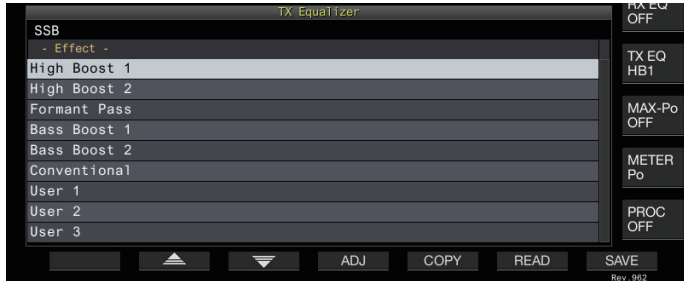 TX Equalizer
SSB
- Effect -
High Boost 1
High Boost 2
Formant Pass
Bass Boost 1
Bass Boost 2
Conventional
User 1
User 2
User 3
RX EQ
OFF
TX EQ
HB1
MAX-Po
OFF
METER
Po
PROC
OFF
ADJ
COPY
READ
SAVE
Rev.962